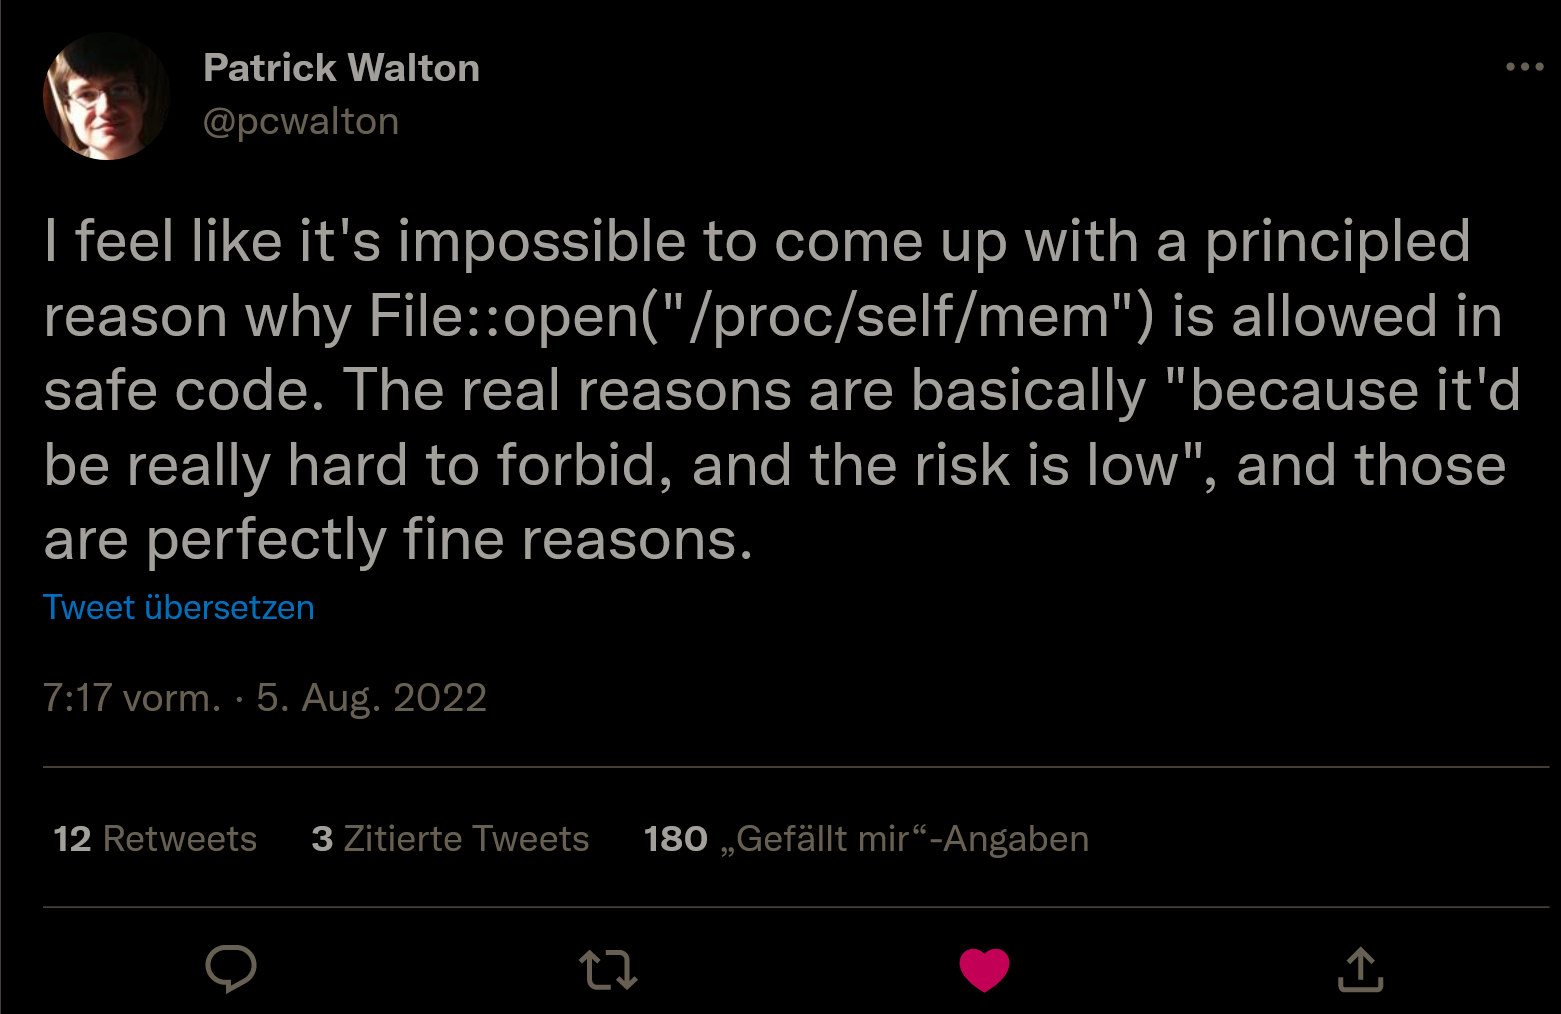 Patrick Walton
@pcwalton
I feel like it's impossible to come up with a principled
reason why File::open("/proc/self/mem") is allowed in
safe code. The real reasons are basically "because it'd
be really hard to forbid, and the risk is low", and those
are perfectly fine reasons.
Tweet übersetzen
7:17 vorm. · 5. Aug. 2022
12 Retweets 3 Zitierte Tweets 180 „Gefällt mir“-Angaben